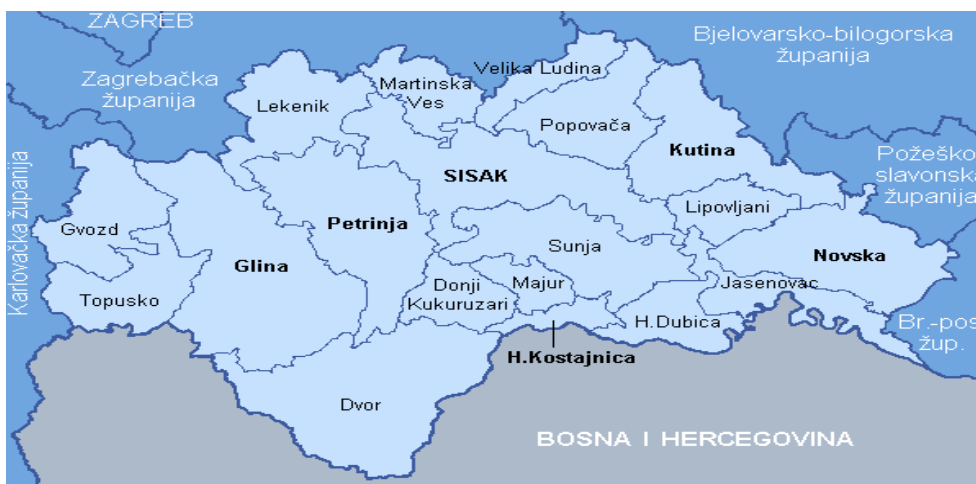 ZAGREB
Bjelovarsko-bilogorska
županija
Zagrebačka
županija
Velika Ludina
Martinska
Ves
Lekenik
Popovača
Kutina
Požeško-
slavonska
županija
SISAK
Karlovačka županija
Lipovljani
Petrinja
Gvozd
Sunja
Novska
Glina
Donji
Kukuruzari
Majur
Jasenovac
Topusko
H.Dubica
Br.-pos
žup.
H.Kostajnica
Dvor
BOSNA I HERCEGOVINA